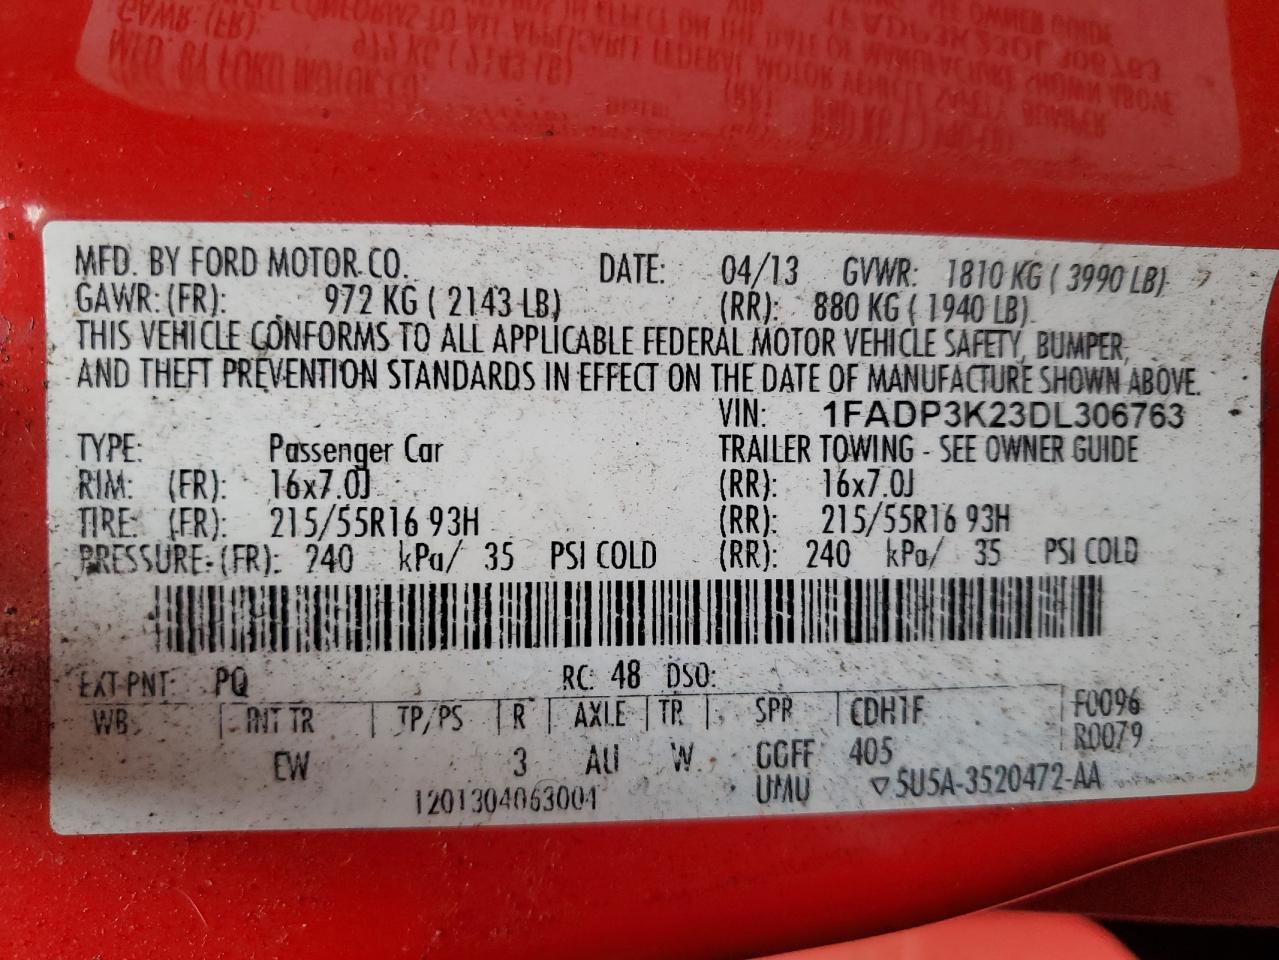 MFD. BY FORD MOTOR CO. DATE: 04/13 GVWR: 1810 KG ( 3990 LB)
GAWR: (FR): 972 KG ( 2143 LB) (RR): 880 KG ( 1940 LB)
THIS VEHICLE CONFORMS TO ALL APPLICABLE FEDERAL MOTOR VEHICLE SAFETY, BUMPER,
AND THEFT PREVENTION STANDARDS IN EFFECT ON THE DATE OF MANUFACTURE SHOWN ABOVE.
VIN: 1FADP3K23DL306763
TYPE: Passenger Car TRAILER TOWING - SEE OWNER GUIDE
RIM: (FR): 16x7.0J (RR): 16x7.0J
TIRE: (FR): 215/55R16 93H (RR): 215/55R16 93H
PRESSURE: (FR): 240 kPa/ 35 PSI COLD (RR): 240 kPa/ 35 PSI COLD
EXT PNT: PQ RC: 48 DSO:
WB INT TR TP/PS R AXLE TR SPR CDH1F F0096
EW 3 AU W GGFF 405 R0079
1201304063004 UMU ▽5U5A-3520472-AA